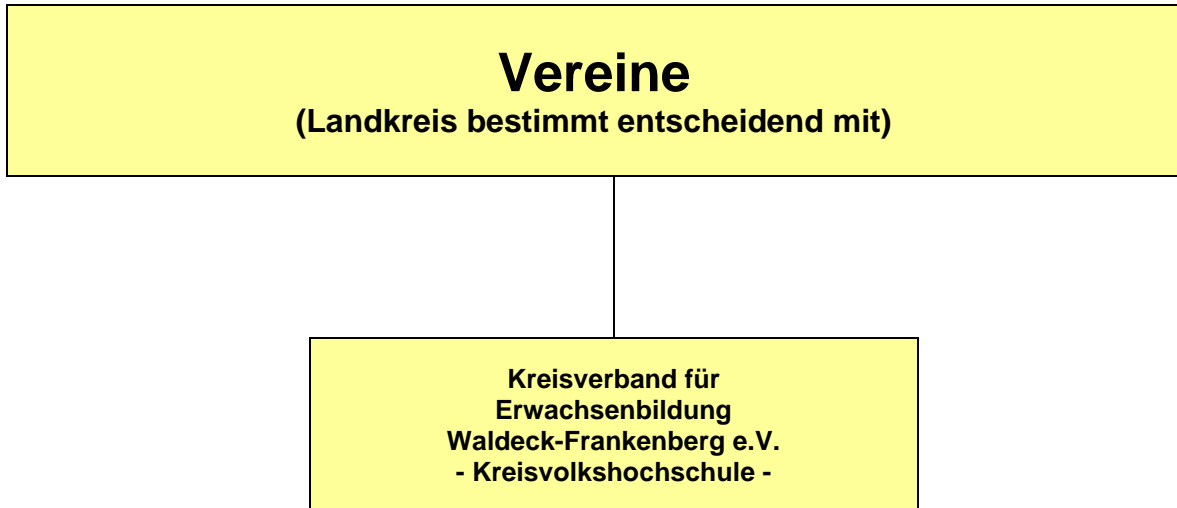 Vereine
(Landkreis bestimmt entscheidend mit)
Kreisverband für
Erwachsenbildung
Waldeck-Frankenberg e.V.
- Kreisvolkshochschule -